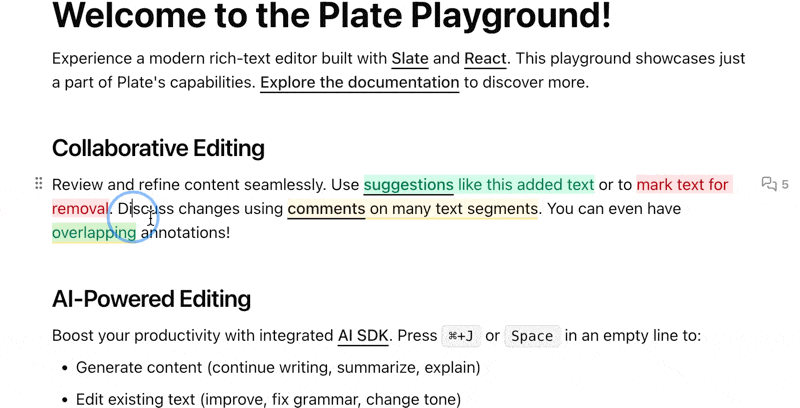 Welcome to the Plate Playground!
Experience a modern rich-text editor built with Slate and React. This playground showcases just
a part of Plate's capabilities. Explore the documentation to discover more.
Collaborative Editing
Review and refine content seamlessly. Use suggestions like this added text or to mark text for
5
removal. Discuss changes using comments on many text segments. You can even have
overlapping annotations!
AI-Powered Editing
Boost your productivity with integrated AI SDK. Press ⌘+J or Space in an empty line to:
• Generate content (continue writing, summarize, explain)
• Edit existing text (improve, fix grammar, change tone)